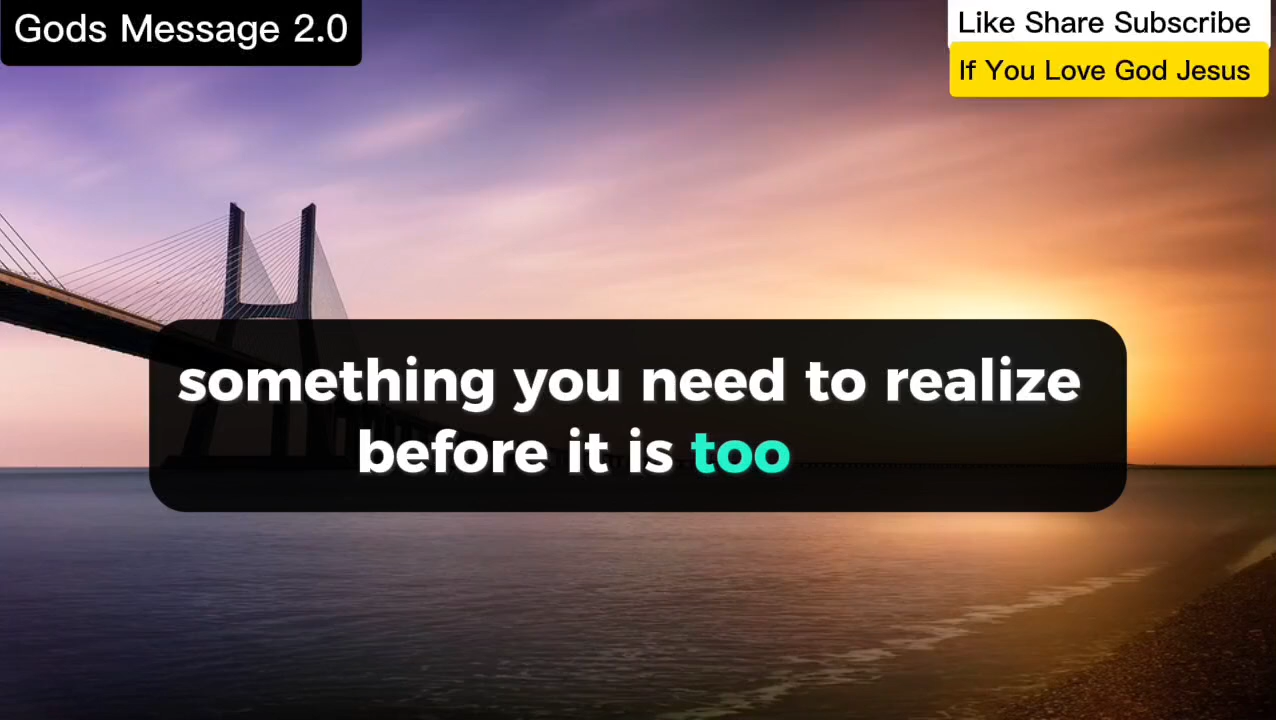 Gods Message 2.0
Like Share Subscribe
If You Love God Jesus
something you need to realize
before it is too